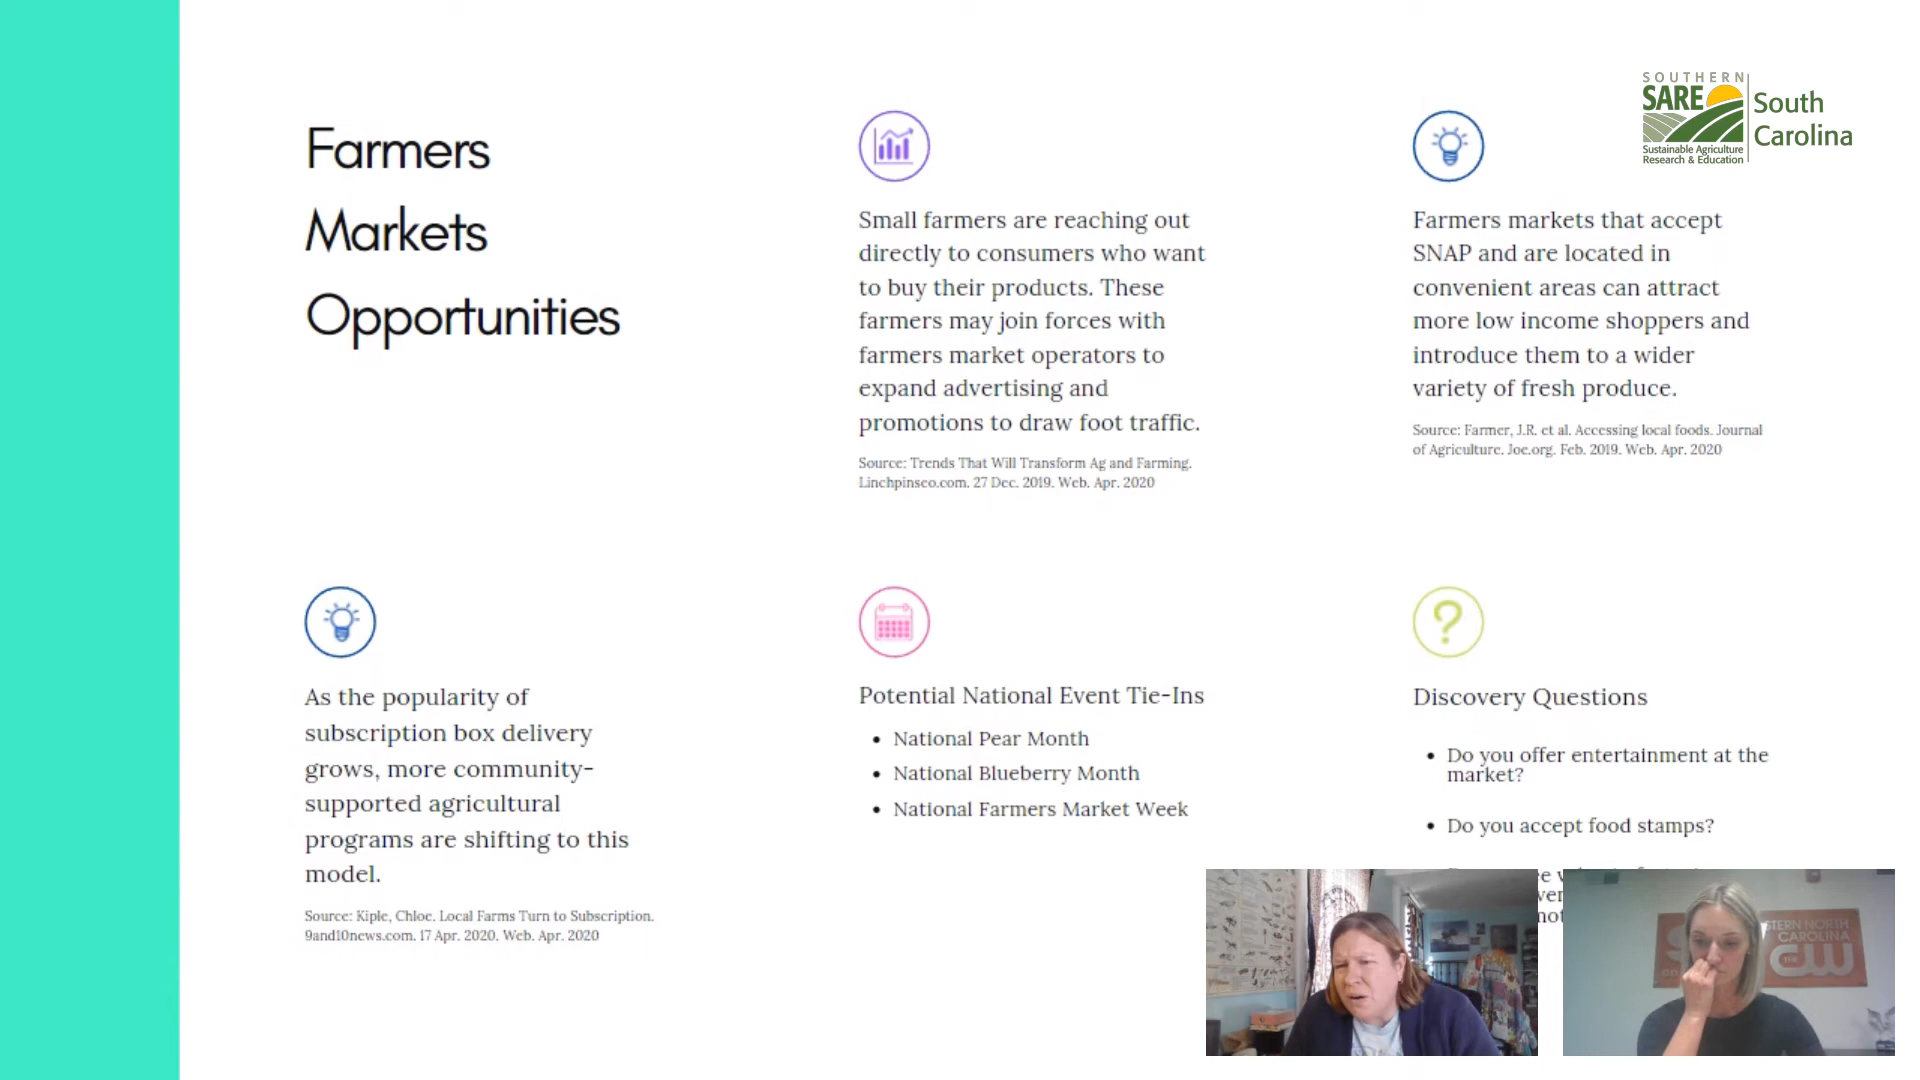 Farmers
Markets
Opportunities
Small farmers are reaching out
directly to consumers who want
to buy their products. These
farmers may join forces with
farmers market operators to
expand advertising and
promotions to draw foot traffic.
Source: Trends That Will Transform Ag and Farming.
Linchpinseo.com. 27 Dec. 2019. Web. Apr. 2020
Farmers markets that accept
SNAP and are located in
convenient areas can attract
more low income shoppers and
introduce them to a wider
variety of fresh produce.
Source: Farmer, J.R. et al. Accessing local foods. Journal
of Agriculture. Joe.org. Feb. 2019. Web. Apr. 2020
SOUTHERN
SARE
Sustainable Agriculture
Research & Education
South
Carolina
As the popularity of
subscription box delivery
grows, more community-
supported agricultural
programs are shifting to this
model.
Source: Kiple, Chloe. Local Farms Turn to Subscription.
9and10news.com. 17 Apr. 2020. Web. Apr. 2020
Potential National Event Tie-Ins
• National Pear Month
• National Blueberry Month
• National Farmers Market Week
Discovery Questions
• Do you offer entertainment at the
market?
• Do you accept food stamps?
STERN NORTH
CAROLINA
THE
CW